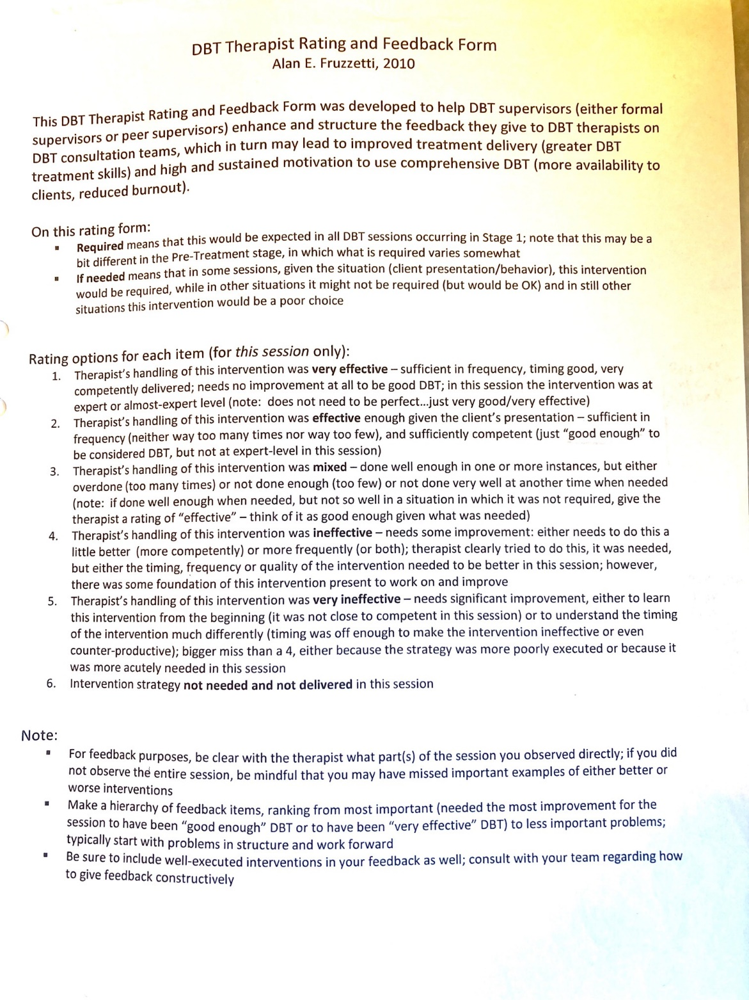 DBT Therapist Rating and Feedback Form
Alan E. Fruzzetti, 2010
This DBT Therapist Rating and Feedback Form was developed to help DBT supervisors (either formal
supervisors or peer supervisors) enhance and structure the feedback they give to DBT therapists on
DBT consultation teams, which in turn may lead to improved treatment delivery (greater DBT
treatment skills) and high and sustained motivation to use comprehensive DBT (more availability to
clients, reduced burnout).
On this rating form:
▪ Required means that this would be expected in all DBT sessions occurring in Stage 1; note that this may be a
bit different in the Pre-Treatment stage, in which what is required varies somewhat
▪ If needed means that in some sessions, given the situation (client presentation/behavior), this intervention
would be required, while in other situations it might not be required (but would be OK) and in still other
situations this intervention would be a poor choice
Rating options for each item (for this session only):
1. Therapist's handling of this intervention was very effective – sufficient in frequency, timing good, very
competently delivered; needs no improvement at all to be good DBT; in this session the intervention was at
expert or almost-expert level (note: does not need to be perfect...just very good/very effective)
2. Therapist's handling of this intervention was effective enough given the client's presentation – sufficient in
frequency (neither way too many times nor way too few), and sufficiently competent (just "good enough" to
be considered DBT, but not at expert-level in this session)
3. Therapist's handling of this intervention was mixed – done well enough in one or more instances, but either
overdone (too many times) or not done enough (too few) or not done very well at another time when needed
(note: if done well enough when needed, but not so well in a situation in which it was not required, give the
therapist a rating of "effective" – think of it as good enough given what was needed)
4. Therapist's handling of this intervention was ineffective – needs some improvement: either needs to do this a
little better (more competently) or more frequently (or both); therapist clearly tried to do this, it was needed,
but either the timing, frequency or quality of the intervention needed to be better in this session; however,
there was some foundation of this intervention present to work on and improve
5. Therapist's handling of this intervention was very ineffective – needs significant improvement, either to learn
this intervention from the beginning (it was not close to competent in this session) or to understand the timing
of the intervention much differently (timing was off enough to make the intervention ineffective or even
counter-productive); bigger miss than a 4, either because the strategy was more poorly executed or because it
was more acutely needed in this session
6. Intervention strategy not needed and not delivered in this session
Note:
▪ For feedback purposes, be clear with the therapist what part(s) of the session you observed directly; if you did
not observe the entire session, be mindful that you may have missed important examples of either better or
worse interventions
▪ Make a hierarchy of feedback items, ranking from most important (needed the most improvement for the
session to have been "good enough" DBT or to have been "very effective" DBT) to less important problems;
typically start with problems in structure and work forward
▪ Be sure to include well-executed interventions in your feedback as well; consult with your team regarding how
to give feedback constructively